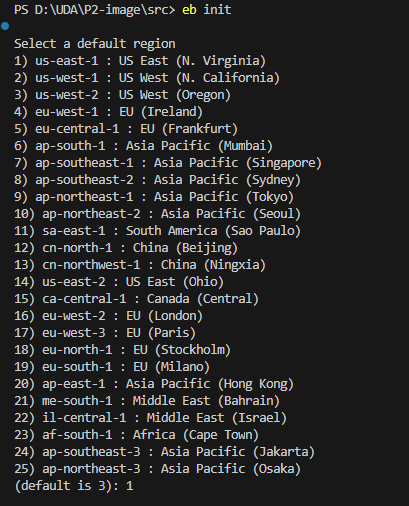 PS D:\UDA\P2-image\src> eb init
Select a default region
1) us-east-1 : US East (N. Virginia)
2) us-west-1 : US West (N. California)
3) us-west-2 : US West (Oregon)
4) eu-west-1 : EU (Ireland)
5) eu-central-1 : EU (Frankfurt)
6) ap-south-1 : Asia Pacific (Mumbai)
7) ap-southeast-1 : Asia Pacific (Singapore)
8) ap-southeast-2 : Asia Pacific (Sydney)
9) ap-northeast-1 : Asia Pacific (Tokyo)
10) ap-northeast-2 : Asia Pacific (Seoul)
11) sa-east-1 : South America (Sao Paulo)
12) cn-north-1 : China (Beijing)
13) cn-northwest-1 : China (Ningxia)
14) us-east-2 : US East (Ohio)
15) ca-central-1 : Canada (Central)
16) eu-west-2 : EU (London)
17) eu-west-3 : EU (Paris)
18) eu-north-1 : EU (Stockholm)
19) eu-south-1 : EU (Milano)
20) ap-east-1 : Asia Pacific (Hong Kong)
21) me-south-1 : Middle East (Bahrain)
22) il-central-1 : Middle East (Israel)
23) af-south-1 : Africa (Cape Town)
24) ap-southeast-3 : Asia Pacific (Jakarta)
25) ap-northeast-3 : Asia Pacific (Osaka)
(default is 3): 1